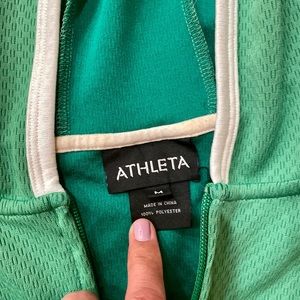 ATHLETA
M
MADE IN CHINA
100% POLYESTER